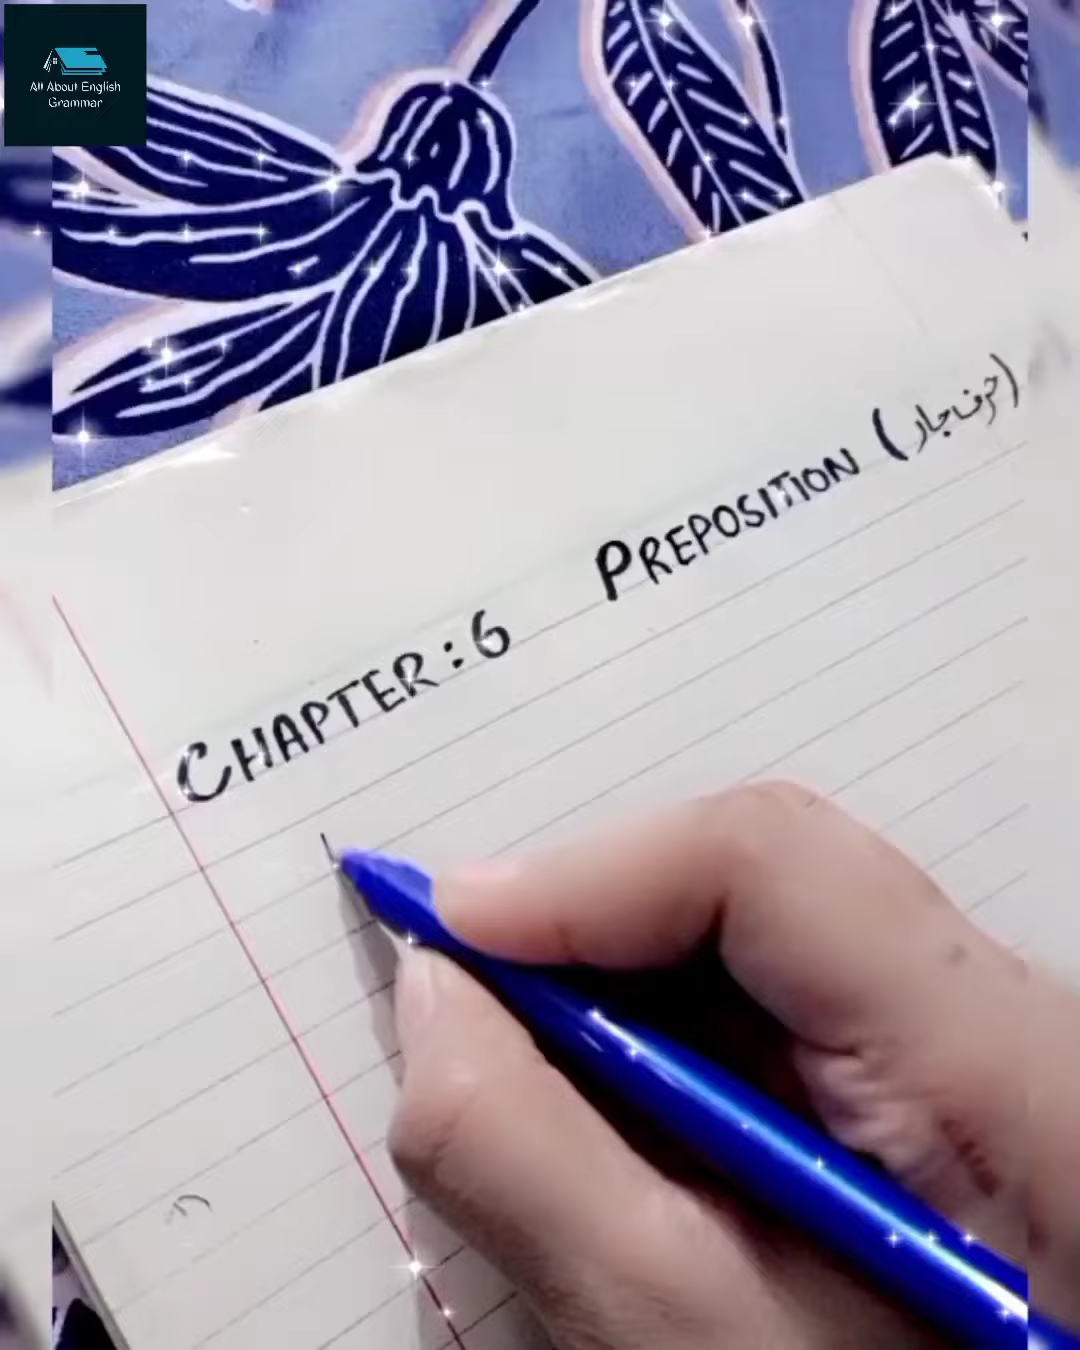 All About English
Grammar
CHAPTER:6 PREPOSITION (حرف جار)